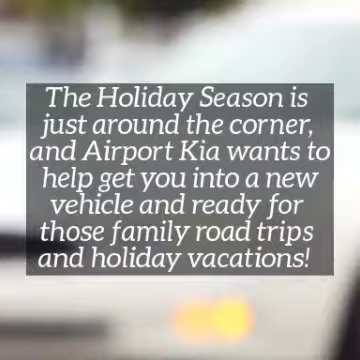 The Holiday Season is
just around the corner,
and Airport Kia wants to
help get you into a new
vehicle and ready for
those family road trips
and holiday vacations!